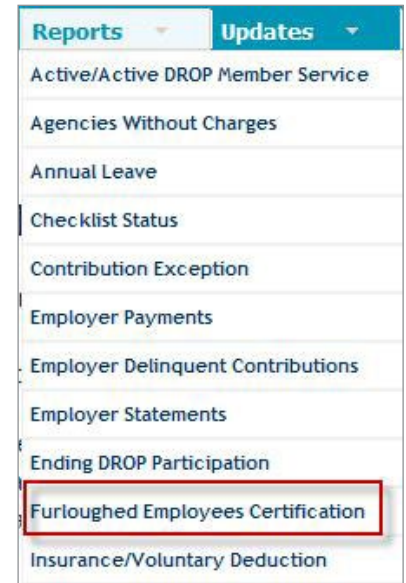 Reports Updates
Active/Active DROP Member Service
Agencies Without Charges
Annual Leave
Checklist Status
Contribution Exception
Employer Payments
Employer Delinquent Contributions
Employer Statements
Ending DROP Participation
Furloughed Employees Certification
Insurance/Voluntary Deduction